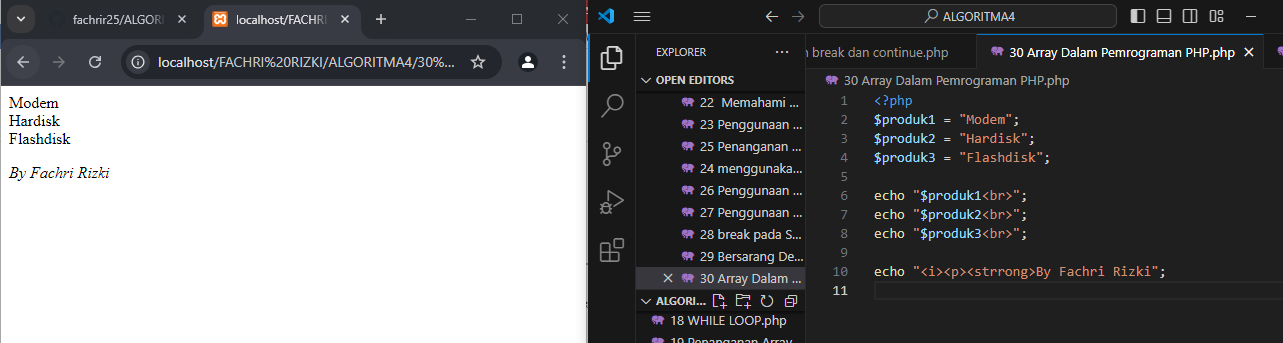 fachrir25/ALGORI
localhost/FACHRI
localhost/FACHRI%20RIZKI/ALGORITMA4/30%...
Modem
Hardisk
Flashdisk
By Fachri Rizki
ALGORITMA4
EXPLORER
OPEN EDITORS
22 Memahami ...
23 Penggunaan ...
25 Penanganan ...
24 menggunaka...
26 Penggunaan ...
27 Penggunaan ...
28 break pada S...
29 Bersarang De...
30 Array Dalam ...
ALGORI...
18 WHILE LOOP.php
19 Penanganan Array
n break dan continue.php
30 Array Dalam Pemrograman PHP.php
30 Array Dalam Pemrograman PHP.php
1 <?php
2 $produk1 = "Modem";
3 $produk2 = "Hardisk";
4 $produk3 = "Flashdisk";
5
6 echo "$produk1<br>";
7 echo "$produk2<br>";
8 echo "$produk3<br>";
9
10 echo "<i><p><strrong>By Fachri Rizki";
11